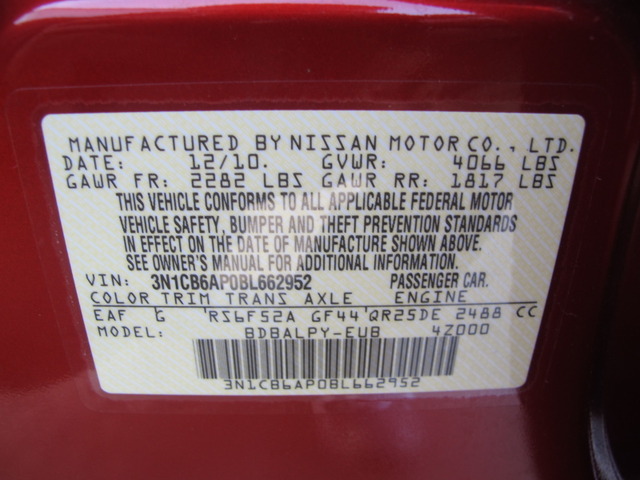 MANUFACTURED BY NISSAN MOTOR CO., LTD.
DATE: 12/10. GVWR: 4066 LBS
GAWR FR: 2282 LBS GAWR RR: 1817 LBS
THIS VEHICLE CONFORMS TO ALL APPLICABLE FEDERAL MOTOR
VEHICLE SAFETY, BUMPER AND THEFT PREVENTION STANDARDS
IN EFFECT ON THE DATE OF MANUFACTURE SHOWN ABOVE.
SEE OWNER'S MANUAL FOR ADDITIONAL INFORMATION.
VIN: 3N1CB6AP0BL662952 PASSENGER CAR.
COLOR TRIM TRANS AXLE ENGINE
EAF G RS6F52A GF44 QR25DE 2488 CC
MODEL: BDBALPY-EUB 4Z000
3N1CB6AP0BL662952